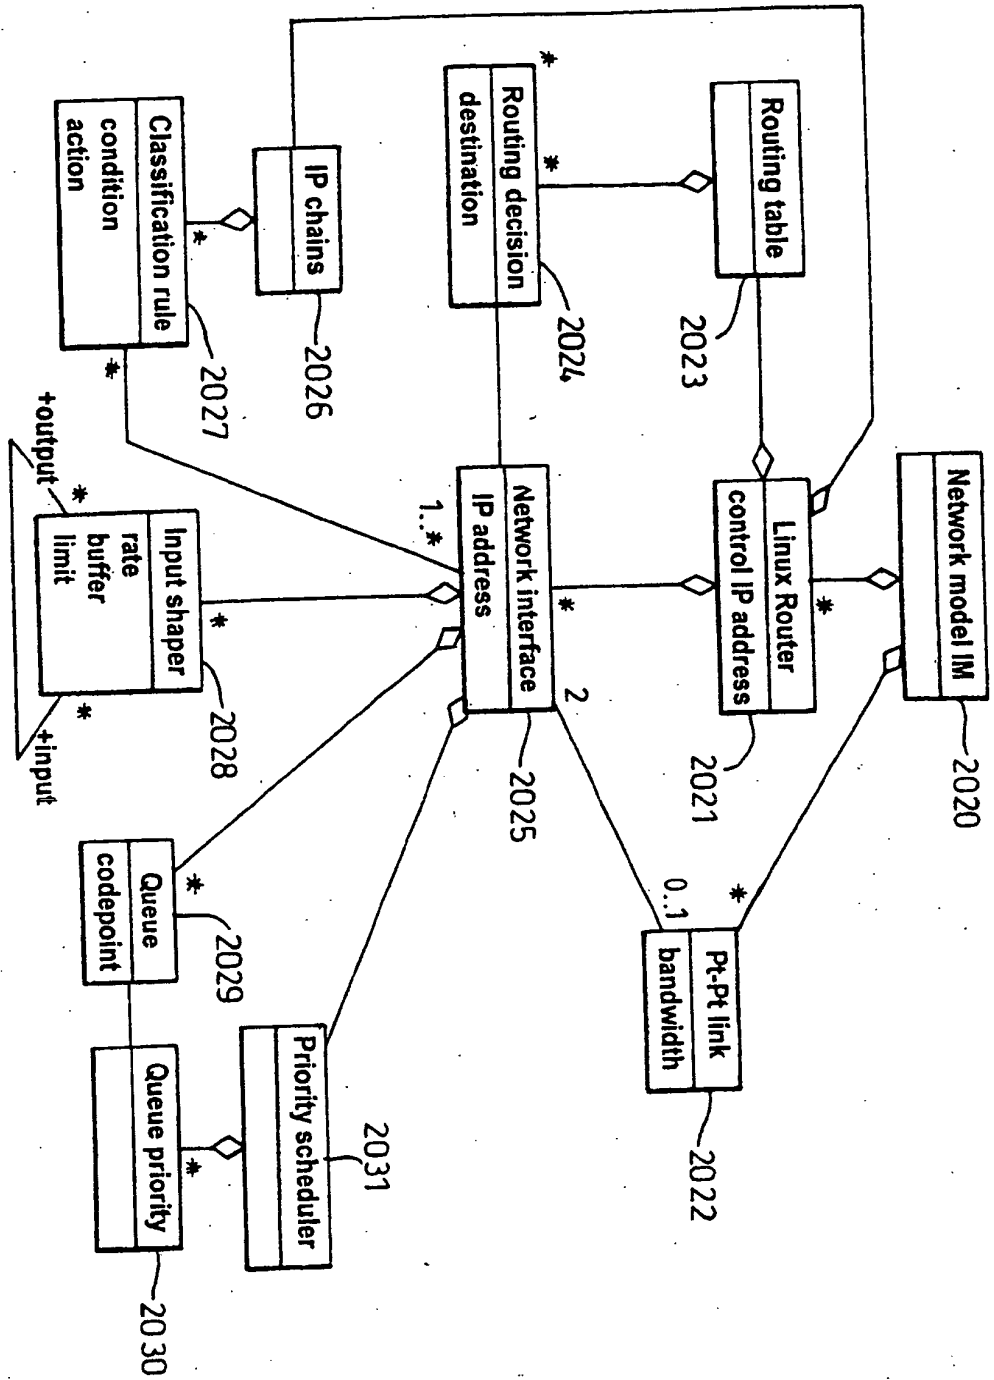 Network model IM
2020
*
*
Linux Router
control IP address
2021
Pt-Pt link
bandwidth
2022
0..1
2
Routing table
2023
*
*
Routing decision
destination
2024
*
Network interface
IP address
2025
1..*
IP chains
2026
*
Classification rule
condition
action
2027
*
*
Input shaper
rate
buffer
limit
2028
+output
*
*
+input
*
Queue
codepoint
2029
Priority scheduler
2031
*
Queue priority
2030